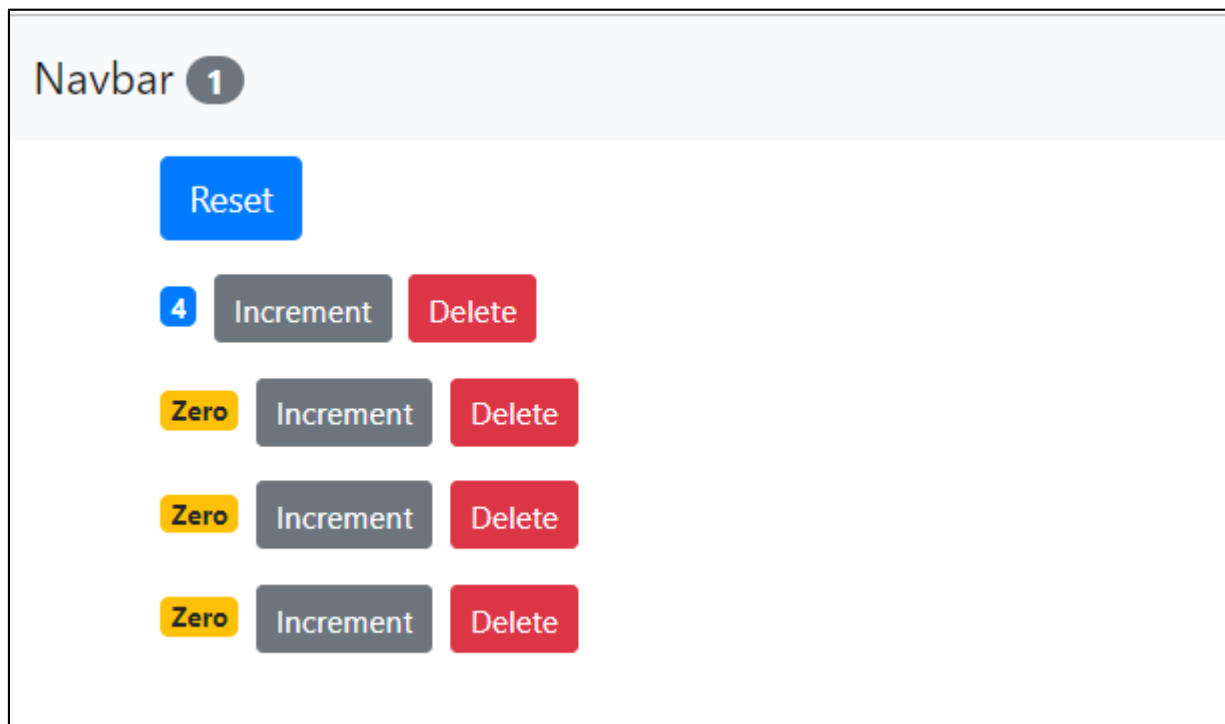 Navbar 1
Reset
4 Increment Delete
Zero Increment Delete
Zero Increment Delete
Zero Increment Delete